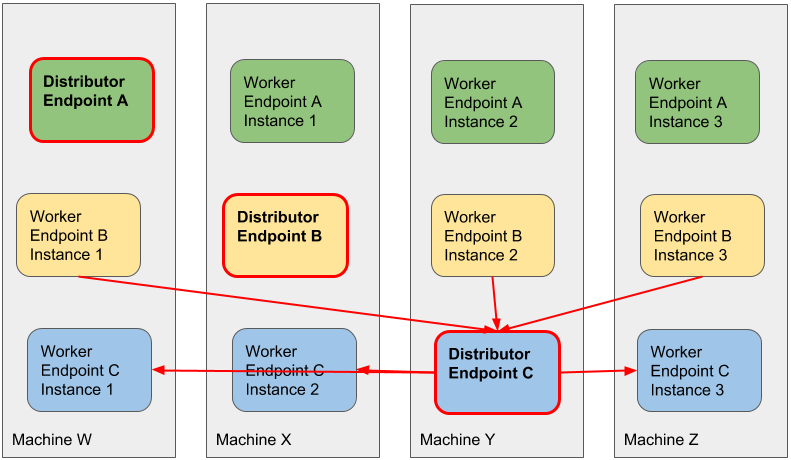 Distributor
Endpoint A
Worker
Endpoint A
Instance 1
Worker
Endpoint A
Instance 2
Worker
Endpoint A
Instance 3
Worker
Endpoint B
Instance 1
Distributor
Endpoint B
Worker
Endpoint B
Instance 2
Worker
Endpoint B
Instance 3
Worker
Endpoint C
Instance 1
Worker
Endpoint C
Instance 2
Distributor
Endpoint C
Worker
Endpoint C
Instance 3
Machine W
Machine X
Machine Y
Machine Z